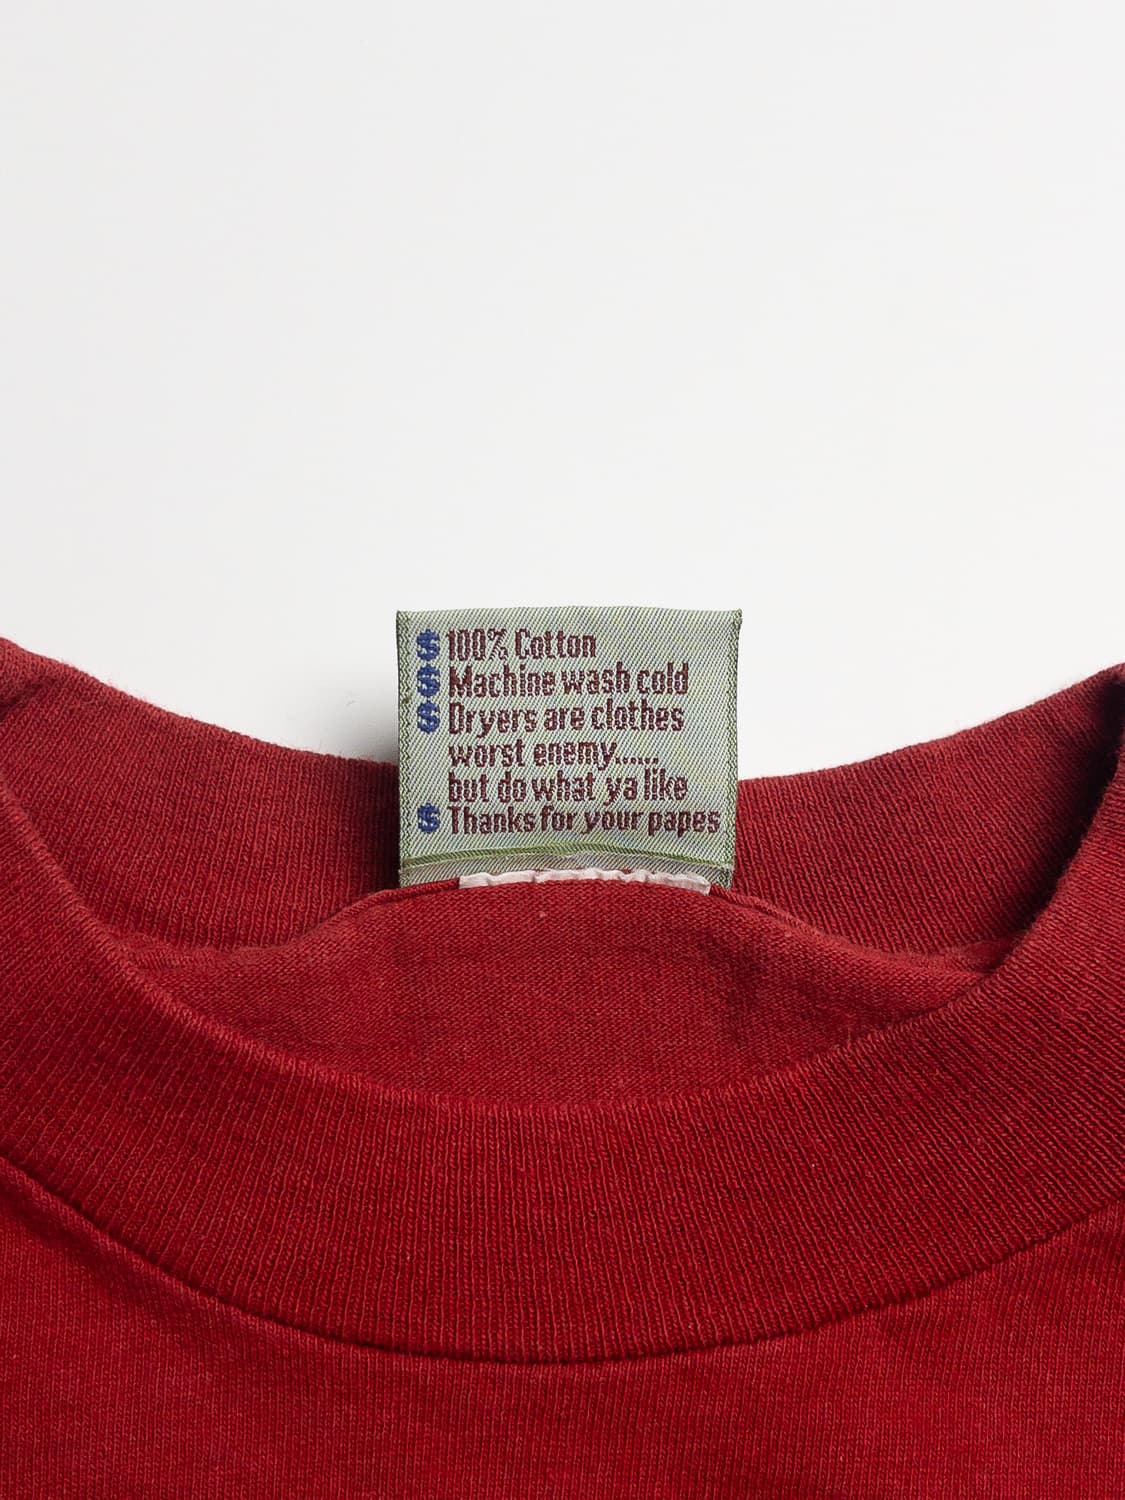 $ 100% Cotton
$ Machine wash cold
$ Dryers are clothes
worst enemy......
but do what ya like
$ Thanks for your papes